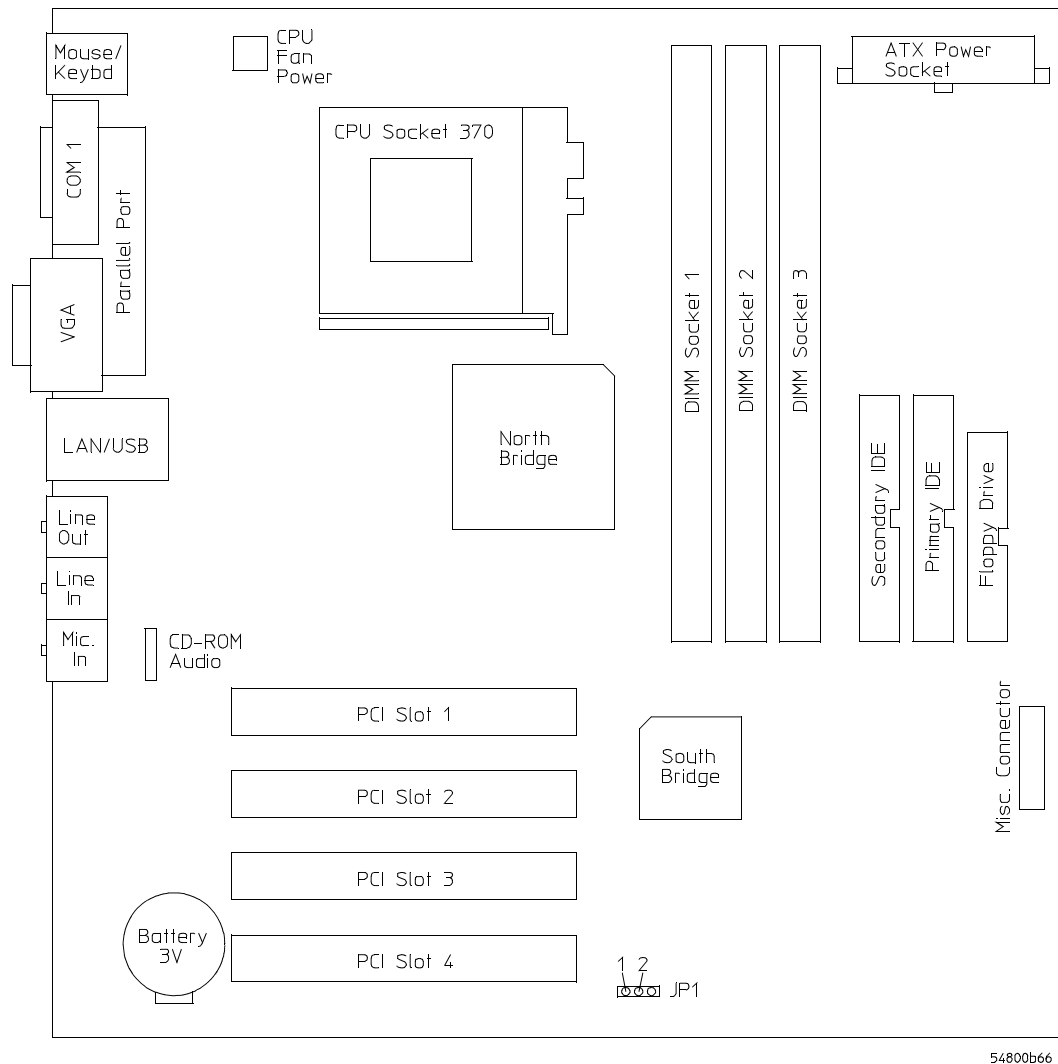 Mouse/
Keybd
CPU
Fan
Power
ATX Power
Socket
CPU Socket 370
COM 1
Parallel Port
VGA
DIMM Socket 1
DIMM Socket 2
DIMM Socket 3
LAN/USB
North
Bridge
Secondary IDE
Primary IDE
Floppy Drive
Line
Out
Line
In
Mic.
In
CD-ROM
Audio
PCI Slot 1
South
Bridge
Misc. Connector
PCI Slot 2
PCI Slot 3
Battery
3V
PCI Slot 4
1 2
JP1
54800b66